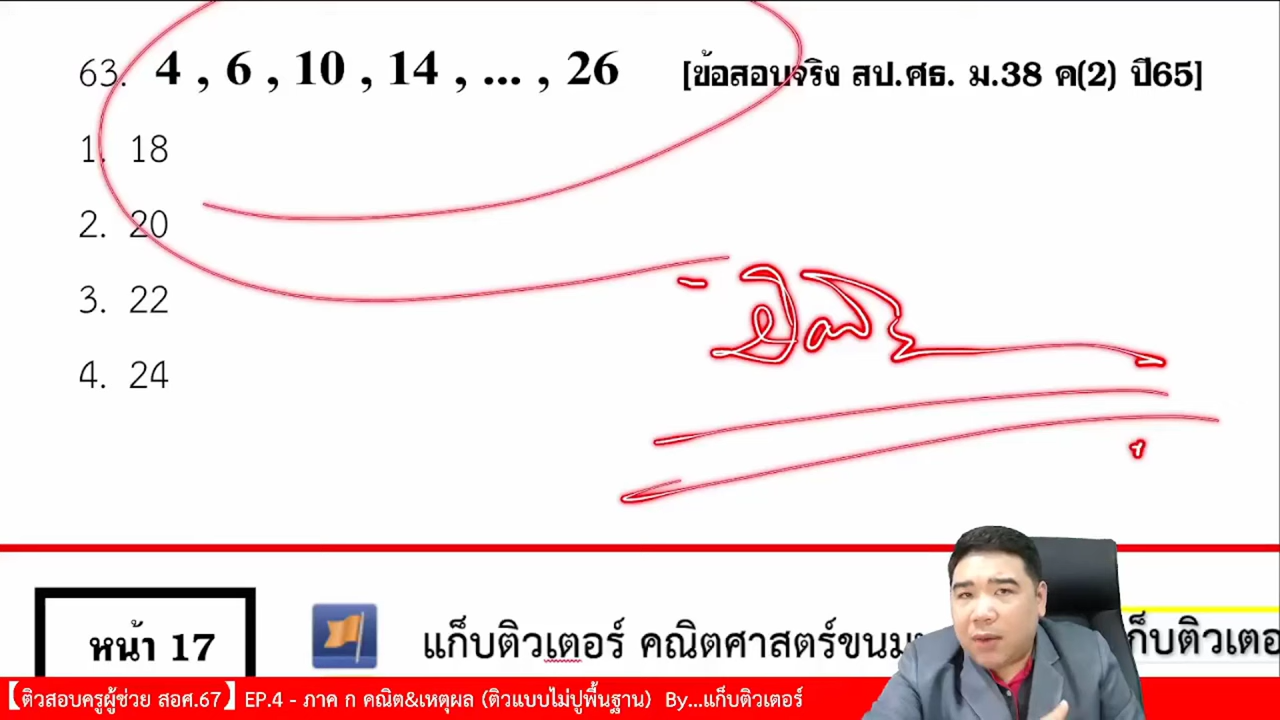 63. 4 , 6 , 10 , 14 , ... , 26 [ข้อสอบจริง สป.ศธ. ม.38 ค(2) ปี65]
1. 18
2. 20
3. 22
4. 24
หน้า 17
แก็บติวเตอร์ คณิตศาสตร์ขนม
ก็บติวเตอ
【ติวสอบครูผู้ช่วย สอศ.67】 EP.4 - ภาค ก คณิต&เหตุผล (ติวแบบไม่ปูพื้นฐาน) By...แก็บติวเตอร์